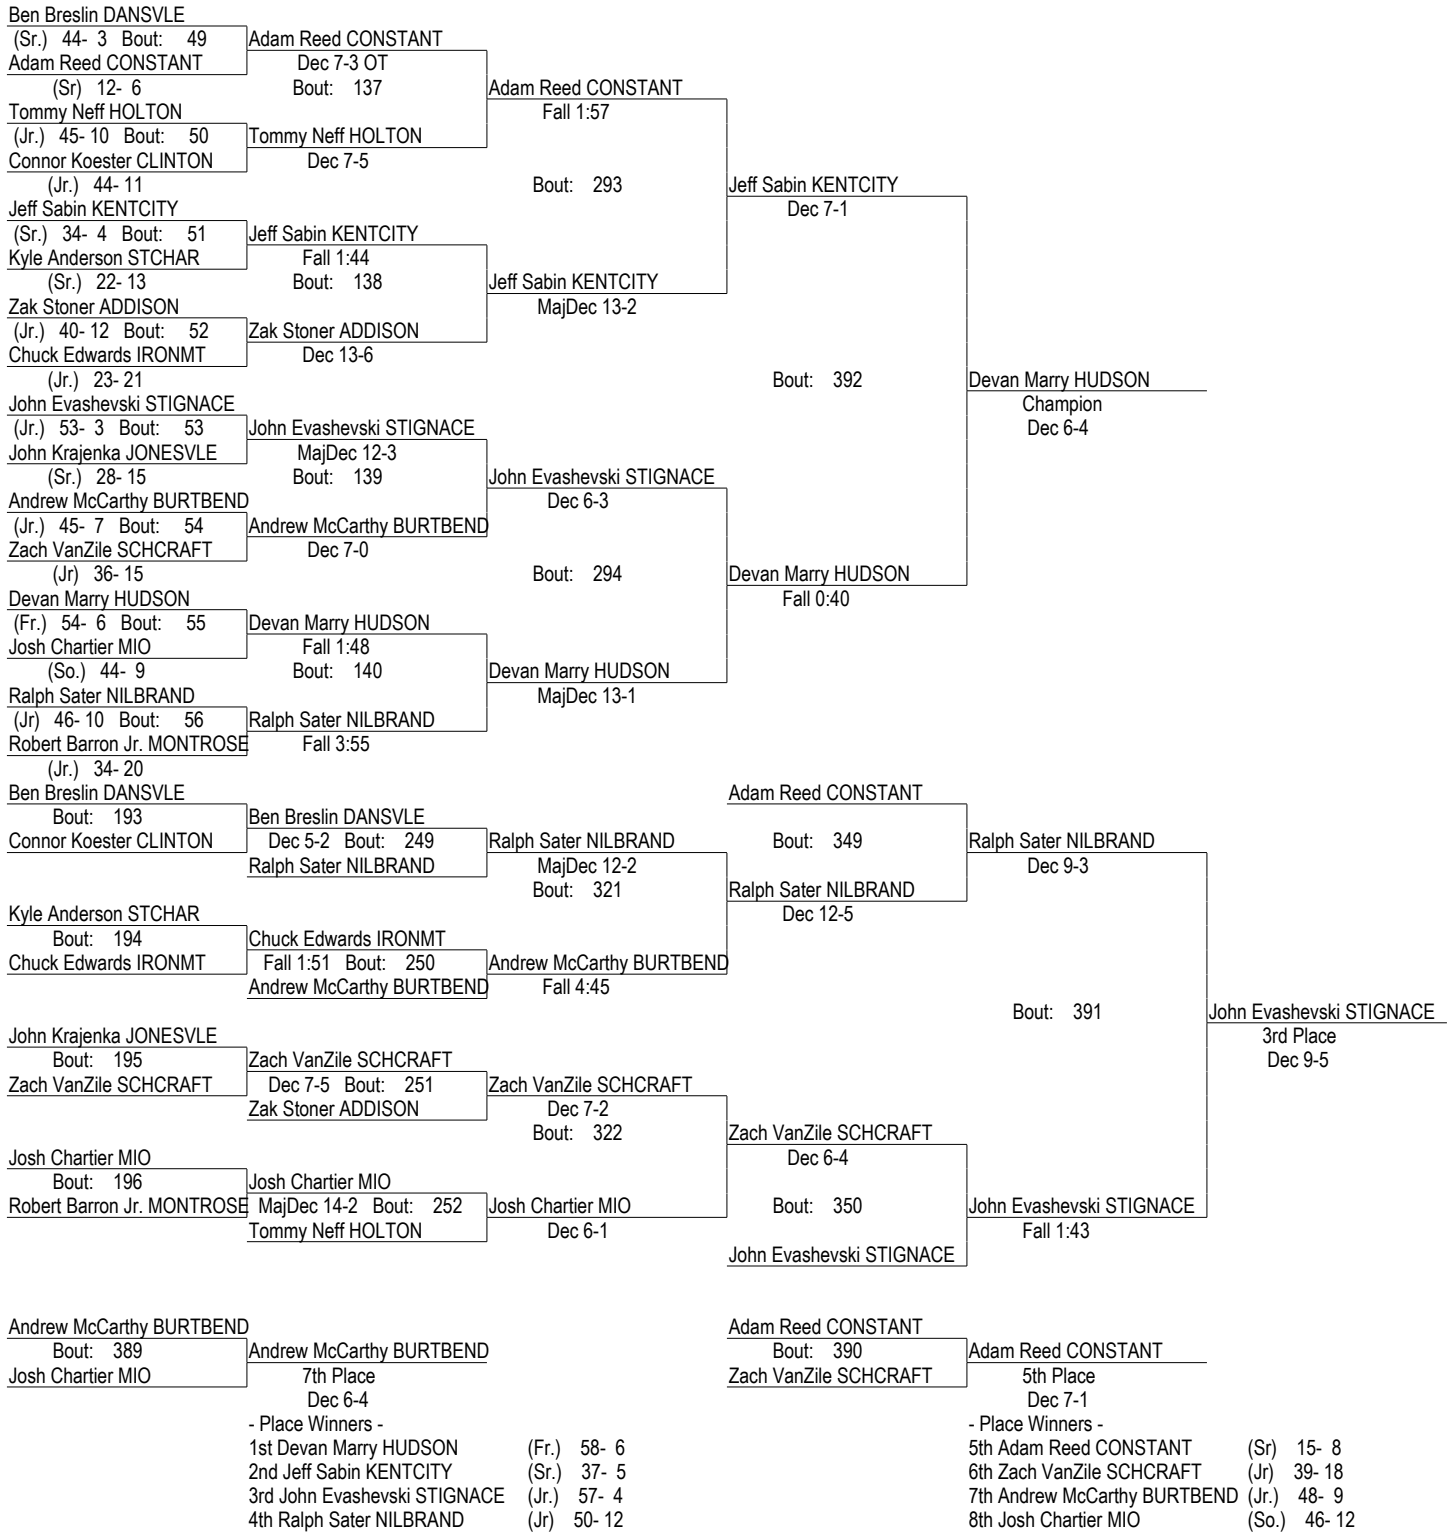 Ben Breslin DANSVLE
(Sr.) 44- 3 Bout: 49 Adam Reed CONSTANT
Adam Reed CONSTANT Dec 7-3 OT
(Sr) 12- 6 Bout: 137 Adam Reed CONSTANT
Tommy Neff HOLTON Fall 1:57
(Jr.) 45- 10 Bout: 50 Tommy Neff HOLTON
Connor Koester CLINTON Dec 7-5
(Jr.) 44- 11 Bout: 293 Jeff Sabin KENTCITY
Jeff Sabin KENTCITY Dec 7-1
(Sr.) 34- 4 Bout: 51 Jeff Sabin KENTCITY
Kyle Anderson STCHAR Fall 1:44
(Sr.) 22- 13 Bout: 138 Jeff Sabin KENTCITY
Zak Stoner ADDISON MajDec 13-2
(Jr.) 40- 12 Bout: 52 Zak Stoner ADDISON
Chuck Edwards IRONMT Dec 13-6
(Jr.) 23- 21 Bout: 392 Devan Marry HUDSON
John Evashevski STIGNACE Champion
(Jr.) 53- 3 Bout: 53 John Evashevski STIGNACE Dec 6-4
John Krajenka JONESVLE MajDec 12-3
(Sr.) 28- 15 Bout: 139 John Evashevski STIGNACE
Andrew McCarthy BURTBEND Dec 6-3
(Jr.) 45- 7 Bout: 54 Andrew McCarthy BURTBEND
Zach VanZile SCHCRAFT Dec 7-0
(Jr) 36- 15 Bout: 294 Devan Marry HUDSON
Devan Marry HUDSON Fall 0:40
(Fr.) 54- 6 Bout: 55 Devan Marry HUDSON
Josh Chartier MIO Fall 1:48
(So.) 44- 9 Bout: 140 Devan Marry HUDSON
Ralph Sater NILBRAND MajDec 13-1
(Jr) 46- 10 Bout: 56 Ralph Sater NILBRAND
Robert Barron Jr. MONTROSE Fall 3:55
(Jr.) 34- 20
Ben Breslin DANSVLE Adam Reed CONSTANT
Bout: 193 Ben Breslin DANSVLE
Connor Koester CLINTON Dec 5-2 Bout: 249 Ralph Sater NILBRAND Bout: 349 Ralph Sater NILBRAND
Ralph Sater NILBRAND MajDec 12-2 Dec 9-3
Bout: 321 Ralph Sater NILBRAND
Kyle Anderson STCHAR Dec 12-5
Bout: 194 Chuck Edwards IRONMT
Chuck Edwards IRONMT Fall 1:51 Bout: 250 Andrew McCarthy BURTBEND
Andrew McCarthy BURTBEND Fall 4:45
Bout: 391 John Evashevski STIGNACE
John Krajenka JONESVLE 3rd Place
Bout: 195 Zach VanZile SCHCRAFT Dec 9-5
Zach VanZile SCHCRAFT Dec 7-5 Bout: 251 Zach VanZile SCHCRAFT
Zak Stoner ADDISON Dec 7-2
Bout: 322 Zach VanZile SCHCRAFT
Josh Chartier MIO Dec 6-4
Bout: 196 Josh Chartier MIO
Robert Barron Jr. MONTROSE MajDec 14-2 Bout: 252 Josh Chartier MIO Bout: 350 John Evashevski STIGNACE
Tommy Neff HOLTON Dec 6-1 Fall 1:43
John Evashevski STIGNACE
Andrew McCarthy BURTBEND Adam Reed CONSTANT
Bout: 389 Andrew McCarthy BURTBEND Bout: 390 Adam Reed CONSTANT
Josh Chartier MIO 7th Place Zach VanZile SCHCRAFT 5th Place
Dec 6-4 Dec 7-1
- Place Winners - - Place Winners -
1st Devan Marry HUDSON (Fr.) 58- 6 5th Adam Reed CONSTANT (Sr) 15- 8
2nd Jeff Sabin KENTCITY (Sr.) 37- 5 6th Zach VanZile SCHCRAFT (Jr) 39- 18
3rd John Evashevski STIGNACE (Jr.) 57- 4 7th Andrew McCarthy BURTBEND (Jr.) 48- 9
4th Ralph Sater NILBRAND (Jr) 50- 12 8th Josh Chartier MIO (So.) 46- 12